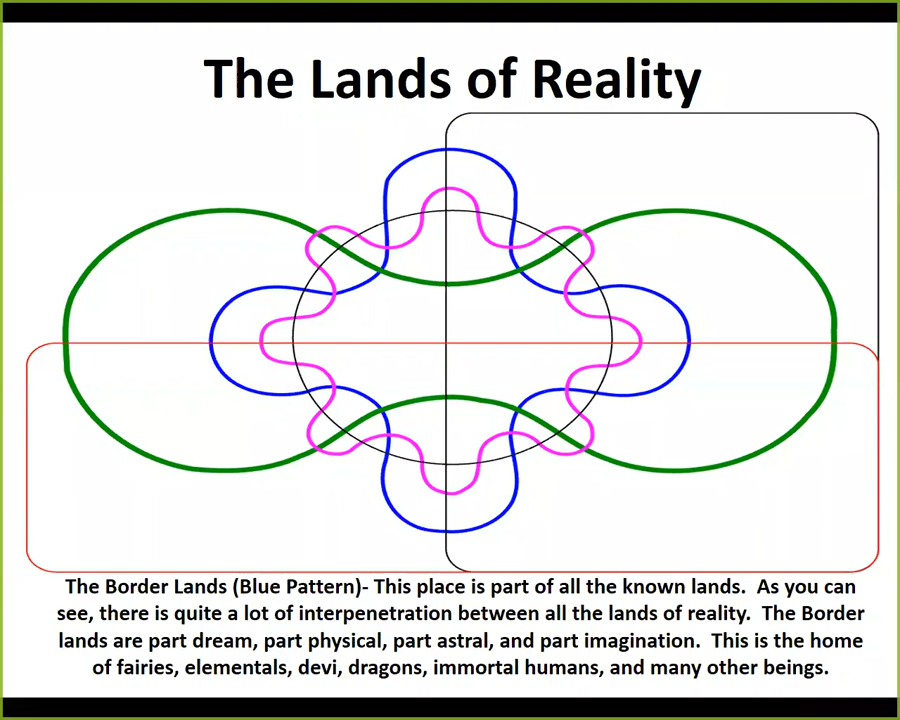 The Lands of Reality
The Border Lands (Blue Pattern)- This place is part of all the known lands.  As you can
see, there is quite a lot of interpenetration between all the lands of reality.  The Border
lands are part dream, part physical, part astral, and part imagination.  This is the home
of fairies, elementals, devi, dragons, immortal humans, and many other beings.